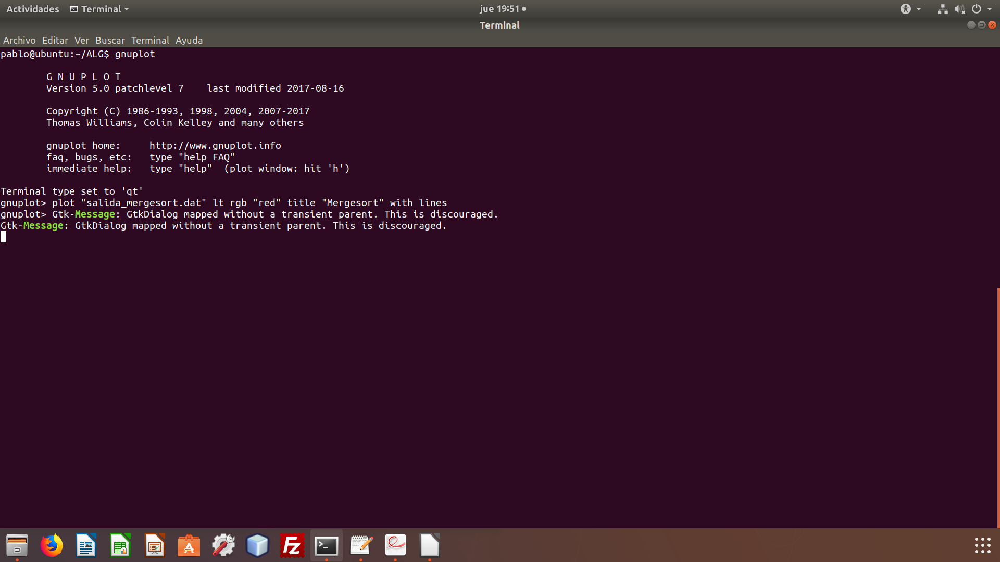 Actividades Terminal jue 19:51
Terminal
Archivo Editar Ver Buscar Terminal Ayuda
pablo@ubuntu:~/ALG$ gnuplot
G N U P L O T
Version 5.0 patchlevel 7    last modified 2017-08-16
Copyright (C) 1986-1993, 1998, 2004, 2007-2017
Thomas Williams, Colin Kelley and many others
gnuplot home:     http://www.gnuplot.info
faq, bugs, etc:   type "help FAQ"
immediate help:   type "help"  (plot window: hit 'h')
Terminal type set to 'qt'
gnuplot> plot "salida_mergesort.dat" lt rgb "red" title "Mergesort" with lines
gnuplot> Gtk-Message: GtkDialog mapped without a transient parent. This is discouraged.
Gtk-Message: GtkDialog mapped without a transient parent. This is discouraged.
Fz